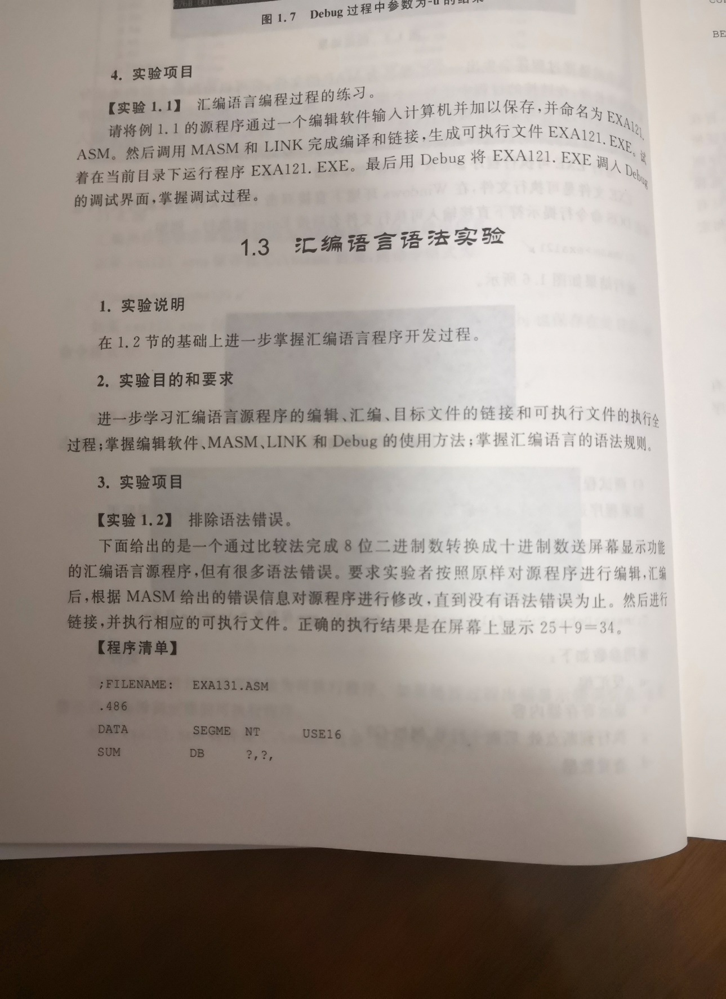 图 1.7 Debug 过程中参数为-u 的结果
4. 实验项目
【实验 1.1】 汇编语言编程过程的练习。
请将例 1.1 的源程序通过一个编辑软件输入计算机并加以保存,并命名为 EXA121.
ASM。然后调用 MASM 和 LINK 完成编译和链接,生成可执行文件 EXA121.EXE。试
着在当前目录下运行程序 EXA121.EXE。最后用 Debug 将 EXA121.EXE 调入 Debug
的调试界面,掌握调试过程。
1.3 汇编语言语法实验
1. 实验说明
在 1.2 节的基础上进一步掌握汇编语言程序开发过程。
2. 实验目的和要求
进一步学习汇编语言源程序的编辑、汇编、目标文件的链接和可执行文件的执行全
过程;掌握编辑软件、MASM、LINK 和 Debug 的使用方法;掌握汇编语言的语法规则。
3. 实验项目
【实验 1.2】 排除语法错误。
下面给出的是一个通过比较法完成 8 位二进制数转换成十进制数送屏幕显示功能
的汇编语言源程序,但有很多语法错误。要求实验者按照原样对源程序进行编辑,汇编
后,根据 MASM 给出的错误信息对源程序进行修改,直到没有语法错误为止。然后进行
链接,并执行相应的可执行文件。正确的执行结果是在屏幕上显示 25+9=34。
【程序清单】
;FILENAME: EXA131.ASM
.486
DATA SEGME NT USE16
SUM DB ?,?,
BE